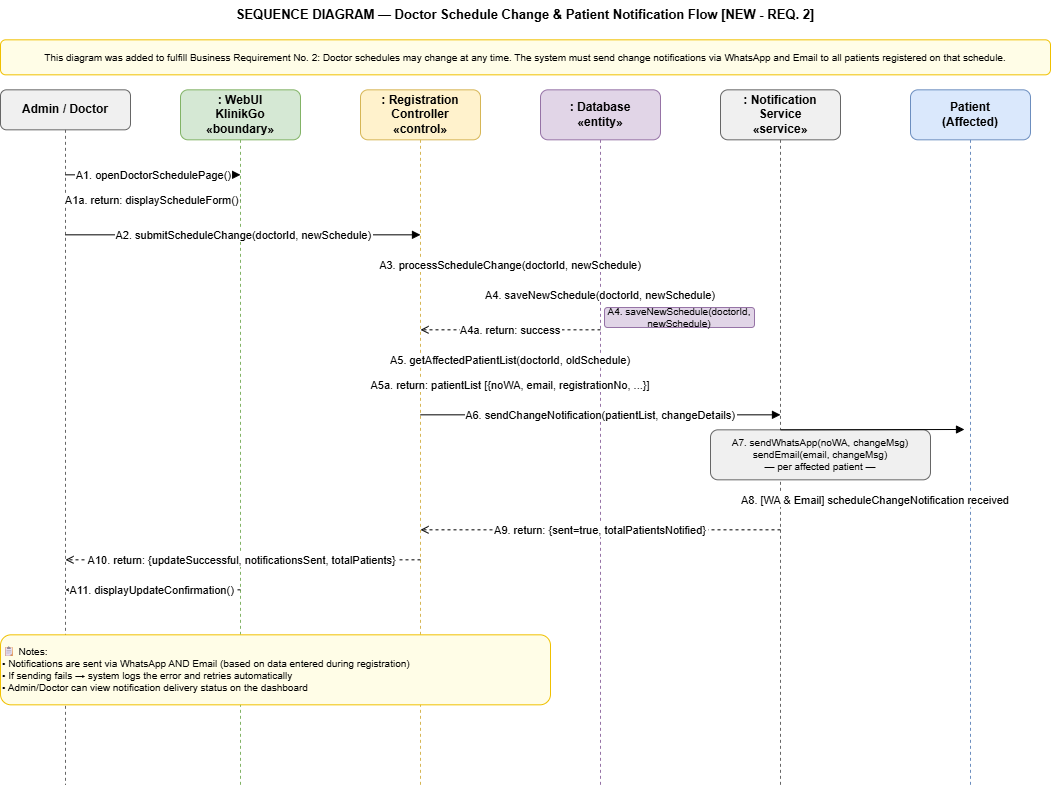 SEQUENCE DIAGRAM — Doctor Schedule Change & Patient Notification Flow [NEW - REQ. 2]
This diagram was added to fulfill Business Requirement No. 2: Doctor schedules may change at any time. The system must send change notifications via WhatsApp and Email to all patients registered on that schedule.
Admin / Doctor
: WebUI
KlinikGo
«boundary»
: Registration
Controller
«control»
: Database
«entity»
: Notification
Service
«service»
Patient
(Affected)
A1. openDoctorSchedulePage()
A1a. return: displayScheduleForm()
A2. submitScheduleChange(doctorId, newSchedule)
A3. processScheduleChange(doctorId, newSchedule)
A4. saveNewSchedule(doctorId, newSchedule)
A4. saveNewSchedule(doctorId,
newSchedule)
A4a. return: success
A5. getAffectedPatientList(doctorId, oldSchedule)
A5a. return: patientList [{noWA, email, registrationNo, ...}]
A6. sendChangeNotification(patientList, changeDetails)
A7. sendWhatsApp(noWA, changeMsg)
sendEmail(email, changeMsg)
— per affected patient —
A8. [WA & Email] scheduleChangeNotification received
A9. return: {sent=true, totalPatientsNotified}
A10. return: {updateSuccessful, notificationsSent, totalPatients}
A11. displayUpdateConfirmation()
📋 Notes:
• Notifications are sent via WhatsApp AND Email (based on data entered during registration)
• If sending fails → system logs the error and retries automatically
• Admin/Doctor can view notification delivery status on the dashboard